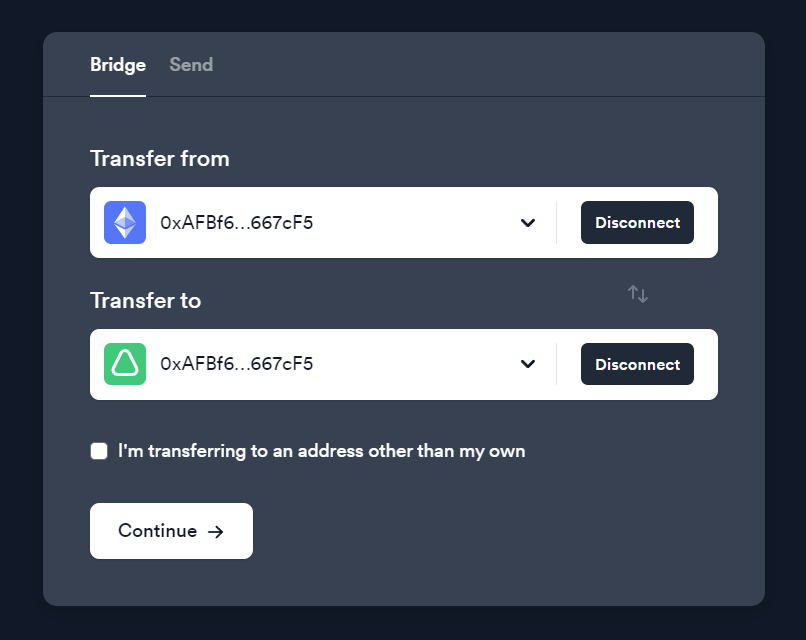 Bridge Send
Transfer from
0xAFBf6...667cF5 Disconnect
Transfer to
0xAFBf6...667cF5 Disconnect
I'm transferring to an address other than my own
Continue →